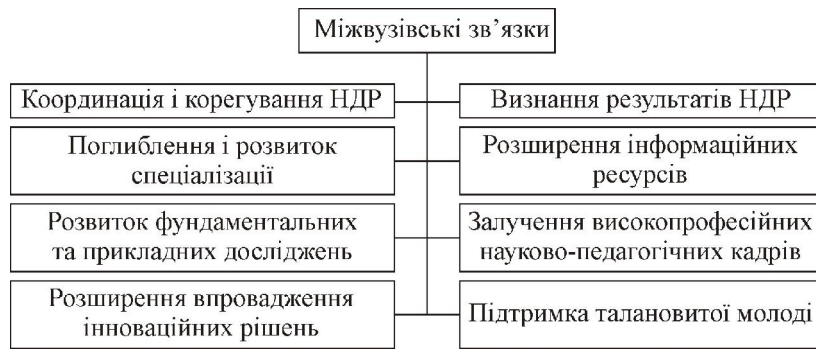 Міжвузівські зв’язки
Координація і корегування НДР
Визнання результатів НДР
Поглиблення і розвиток
спеціалізації
Розширення інформаційних
ресурсів
Розвиток фундаментальних
та прикладних досліджень
Залучення високопрофесійних
науково-педагогічних кадрів
Розширення впровадження
інноваційних рішень
Підтримка талановитої молоді